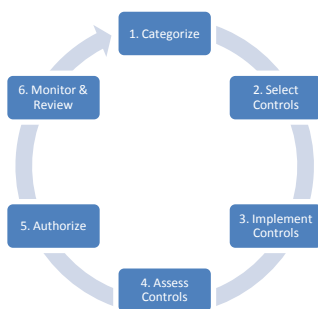 1. Categorize
2. Select
Controls
3. Implement
Controls
4. Assess
Controls
5. Authorize
6. Monitor &
Review